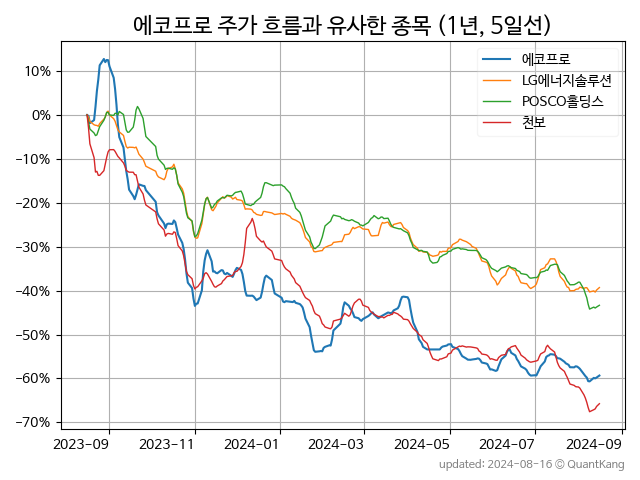 에코프로 주가 흐름과 유사한 종목 (1년, 5일선)
에코프로
LG에너지솔루션
POSCO홀딩스
천보
10%
0%
−10%
−20%
−30%
−40%
−50%
−60%
−70%
2023-09 2023-11 2024-01 2024-03 2024-05 2024-07 2024-09
updated: 2024-08-16 © QuantKang